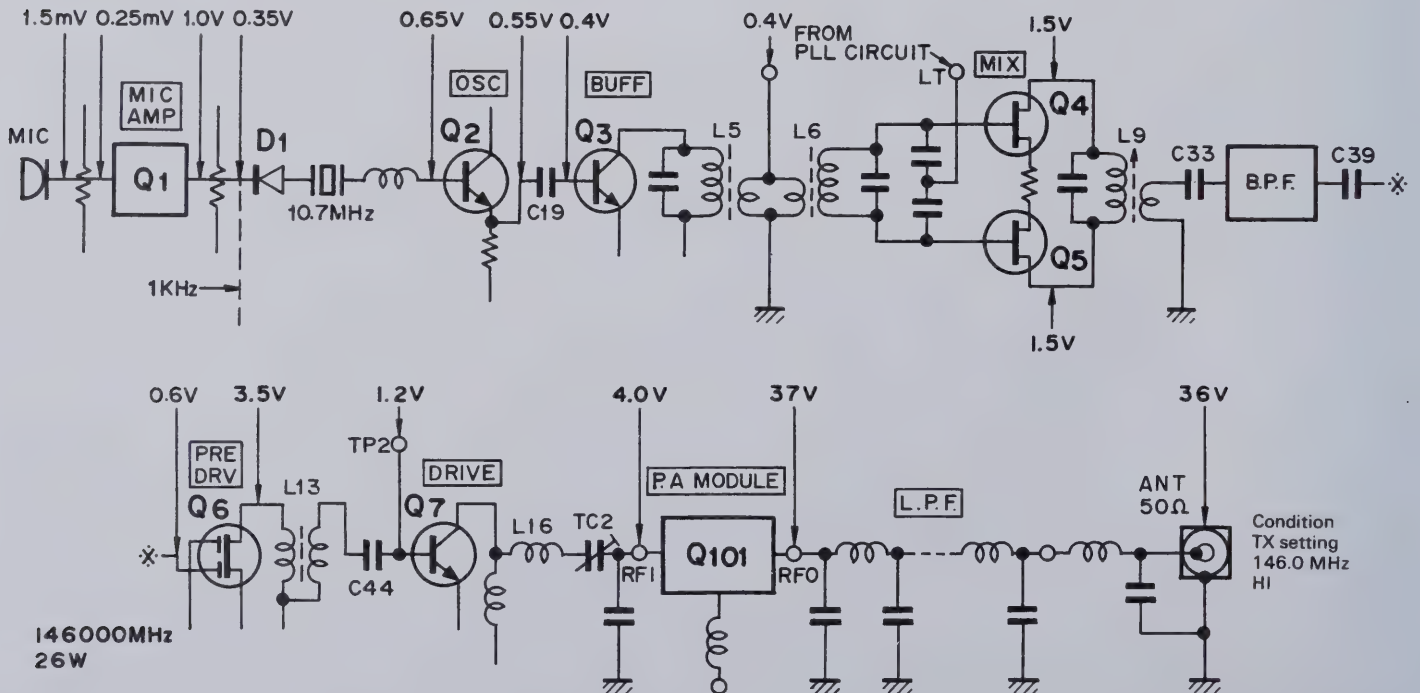 1.5mV 0.25mV 1.0V 0.35V 0.65V 0.55V 0.4V 0.4V FROM 1.5V
PLL CIRCUIT
MIC AMP
OSC
BUFF
LT
MIX
MIC
Q1
D1
Q2
Q3
L5
L6
Q4
L9
C33
B.P.F.
C39
※
10.7MHz
C19
Q5
1KHz
1.5V
0.6V 3.5V 1.2V 4.0V 37V 36V
TP2
PRE DRV
DRIVE
P.A MODULE
L.P.F.
ANT
50Ω
Q6
L13
Q7
L16
TC2
Q101
※
C44
RFI
RFO
Condition
TX setting
146.0 MHz
HI
146000MHz
26W